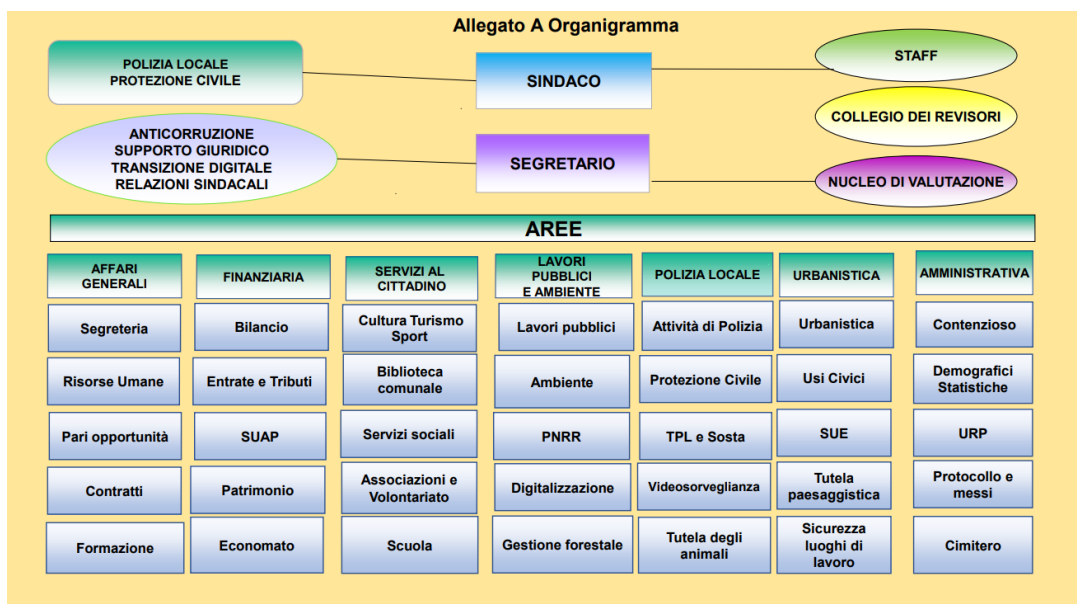 Allegato A Organigramma
POLIZIA LOCALE
PROTEZIONE CIVILE
SINDACO
STAFF
COLLEGIO DEI REVISORI
ANTICORRUZIONE
SUPPORTO GIURIDICO
TRANSIZIONE DIGITALE
RELAZIONI SINDACALI
SEGRETARIO
NUCLEO DI VALUTAZIONE
AREE
AFFARI
GENERALI
FINANZIARIA
SERVIZI AL
CITTADINO
LAVORI
PUBBLICI
E AMBIENTE
POLIZIA LOCALE
URBANISTICA
AMMINISTRATIVA
Segreteria
Bilancio
Cultura Turismo
Sport
Lavori pubblici
Attività di Polizia
Urbanistica
Contenzioso
Risorse Umane
Entrate e Tributi
Biblioteca
comunale
Ambiente
Protezione Civile
Usi Civici
Demografici
Statistiche
Pari opportunità
SUAP
Servizi sociali
PNRR
TPL e Sosta
SUE
URP
Contratti
Patrimonio
Associazioni e
Volontariato
Digitalizzazione
Videosorveglianza
Tutela
paesaggistica
Protocollo e
messi
Formazione
Economato
Scuola
Gestione forestale
Tutela degli
animali
Sicurezza
luoghi di
lavoro
Cimitero